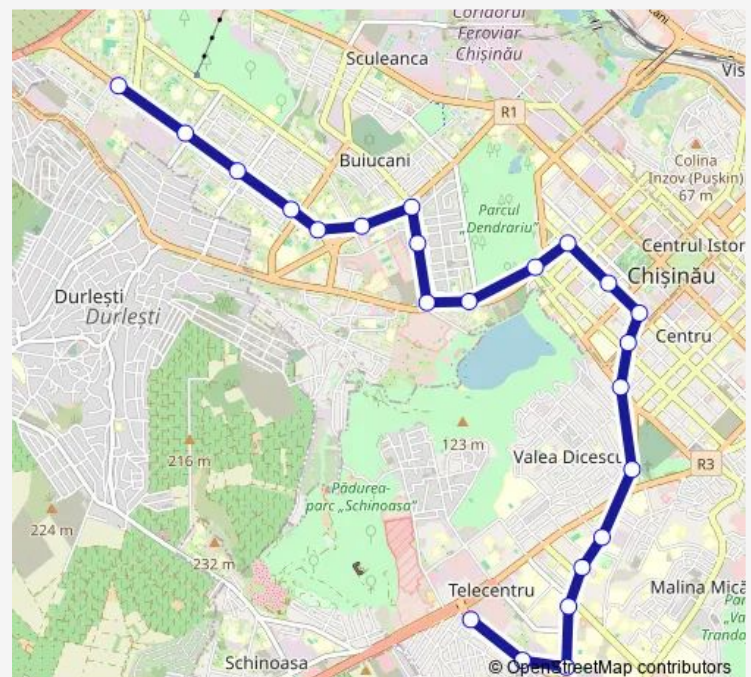 Coridorul
Feroviar
Chișinău
Sculeanca
R1
Buiucani
Colina
Inzov (Pușkin)
67 m
Parcul
„Dendrariu”
Centrul Istor
Chișinău
Durlești
Durlești
Centru
123 m
Valea Dicescu
216 m
R3
Pădurea-
parc „Schinoasa”
224 m
232 m
Telecentru
Malina Mică
Schinoasa
© OpenStreetMap contributors